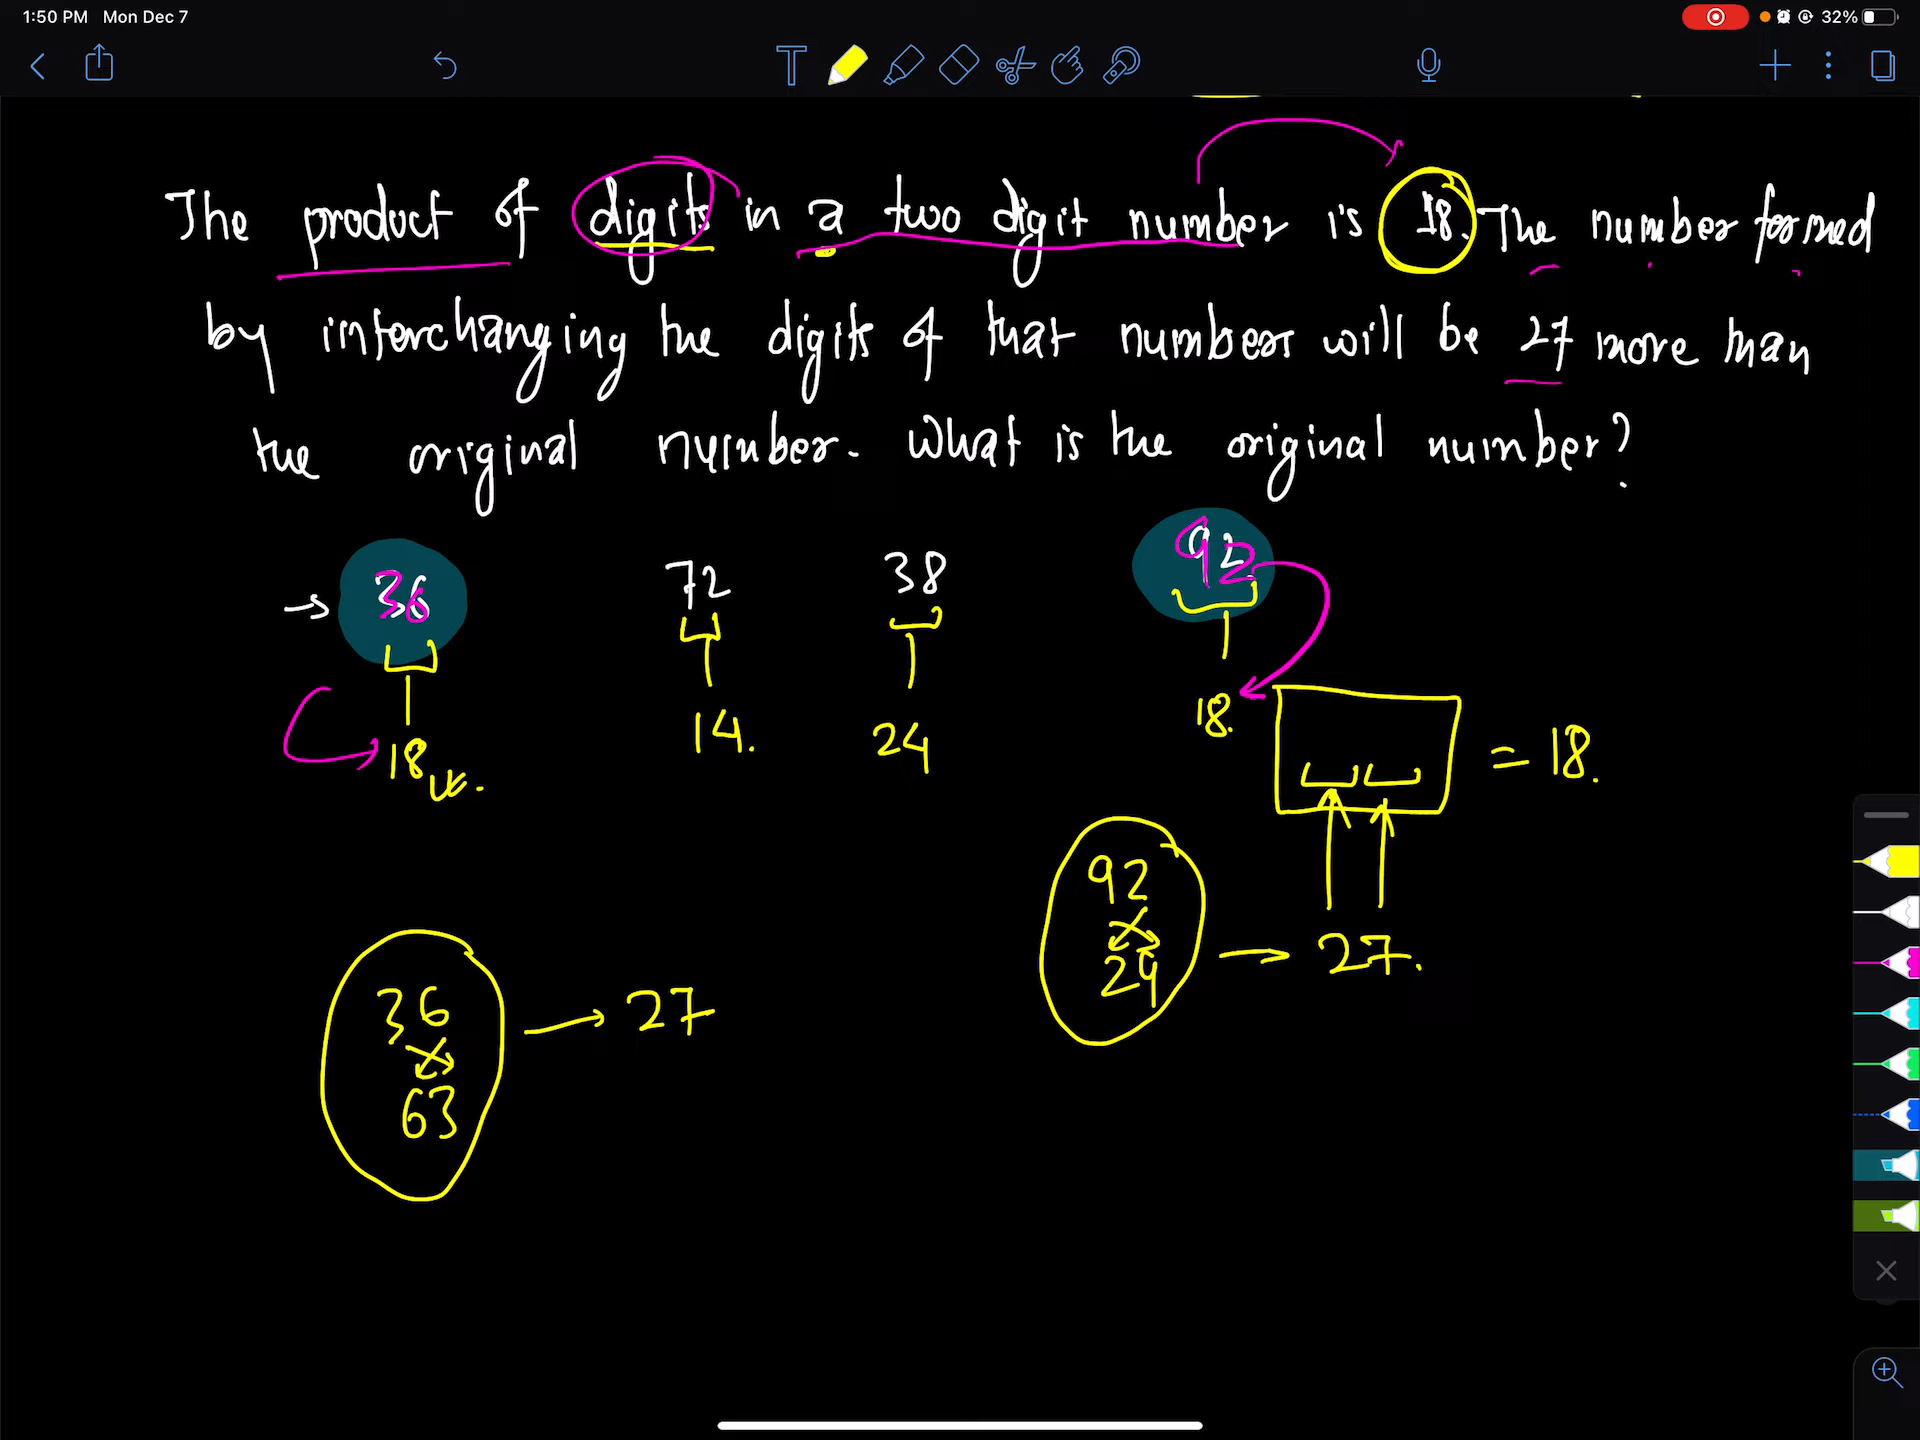 1:50 PM Mon Dec 7
32%
T
The product of digits in a two digit number is 18. The number formed
by interchanging the digits of that numbers will be 27 more than
the original number. What is the original number?
36 72 38 92
18 14. 24 18.
= 18.
92
29 → 27.
36
63 → 27